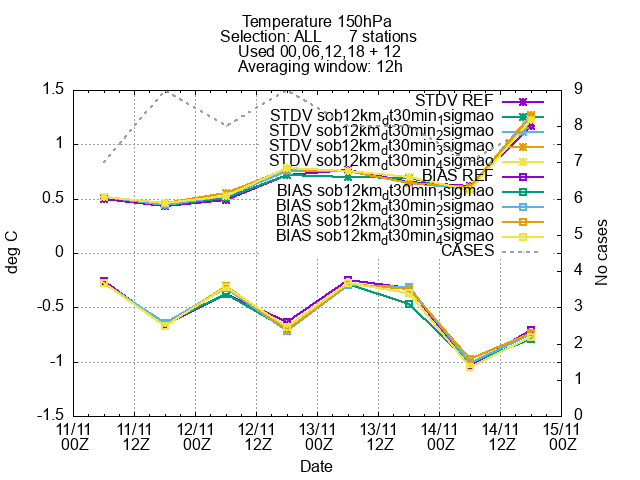 Temperature 150hPa
Selection: ALL 7 stations
Used 00,06,12,18 + 12
Averaging window: 12h
1.5
1
0.5
0
-0.5
-1
-1.5
deg C
9
8
7
6
5
4
3
2
1
0
No cases
STDV REF
STDV sob12km_dt30min_1sigmao
STDV sob12km_dt30min_2sigmao
STDV sob12km_dt30min_3sigmao
STDV sob12km_dt30min_4sigmao
BIAS REF
BIAS sob12km_dt30min_1sigmao
BIAS sob12km_dt30min_2sigmao
BIAS sob12km_dt30min_3sigmao
BIAS sob12km_dt30min_4sigmao
CASES
11/11 11/11 12/11 12/11 13/11 13/11 14/11 14/11 15/11
00Z 12Z 00Z 12Z 00Z 12Z 00Z 12Z 00Z
Date